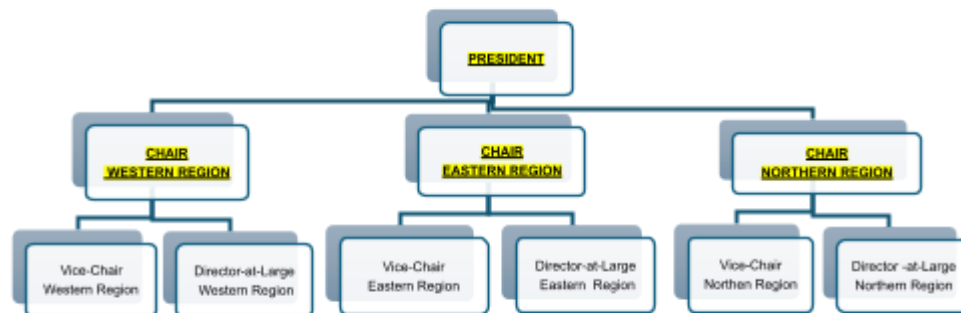 PRESIDENT
CHAIR
WESTERN REGION
CHAIR
EASTERN REGION
CHAIR
NORTHERN REGION
Vice-Chair
Western Region
Director-at-Large
Western Region
Vice-Chair
Eastern Region
Director-at-Large
Eastern Region
Vice-Chair
Northen Region
Director -at-Large
Northern Region